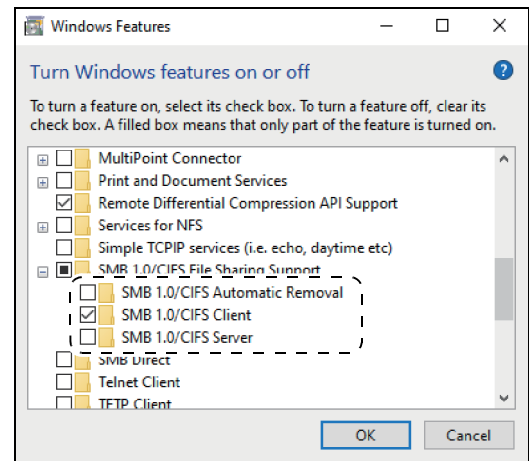 Windows Features
Turn Windows features on or off
To turn a feature on, select its check box. To turn a feature off, clear its
check box. A filled box means that only part of the feature is turned on.
MultiPoint Connector
Print and Document Services
Remote Differential Compression API Support
Services for NFS
Simple TCPIP services (i.e. echo, daytime etc)
SMB 1.0/CIFS File Sharing Support
SMB 1.0/CIFS Automatic Removal
SMB 1.0/CIFS Client
SMB 1.0/CIFS Server
SMB Direct
Telnet Client
TFTP Client
OK Cancel